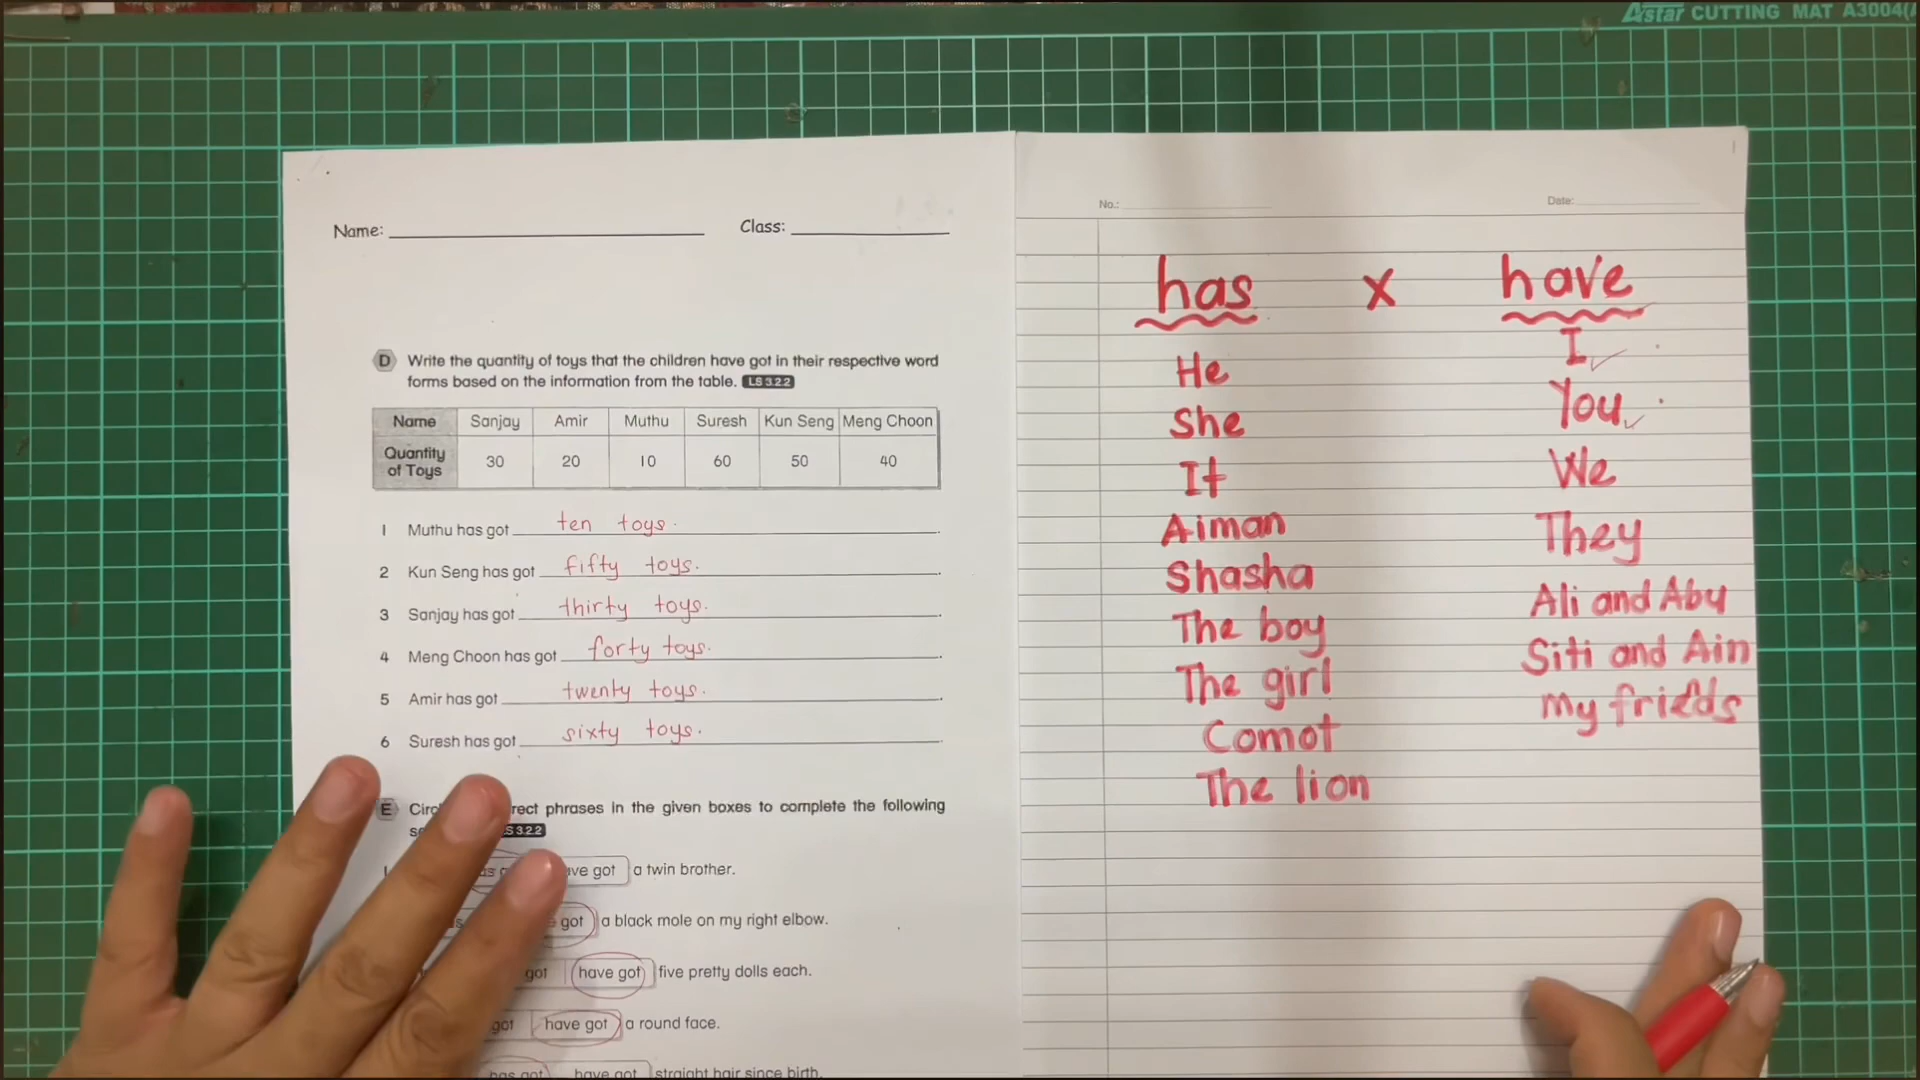 Astar CUTTING MAT A3004
Name:
Class:
D Write the quantity of toys that the children have got in their respective word
forms based on the information from the table. LS 3.2.2
Name Sanjay Amir Muthu Suresh Kun Seng Meng Choon
Quantity of Toys 30 20 10 60 50 40
1 Muthu has got ten toys.
2 Kun Seng has got fifty toys.
3 Sanjay has got thirty toys.
4 Meng Choon has got forty toys.
5 Amir has got twenty toys.
6 Suresh has got sixty toys.
E phrases in the given boxes to complete the following
3.2.2
got a twin brother.
got a black mole on my right elbow.
got have got five pretty dolls each.
got have got a round face.
has got have got straight hair since birth.
No.:
Date:
has x have
He
She
It
Aiman
Shasha
The boy
The girl
Comot
The lion
I
You
We
They
Ali and Abu
Siti and Ain
My frieds